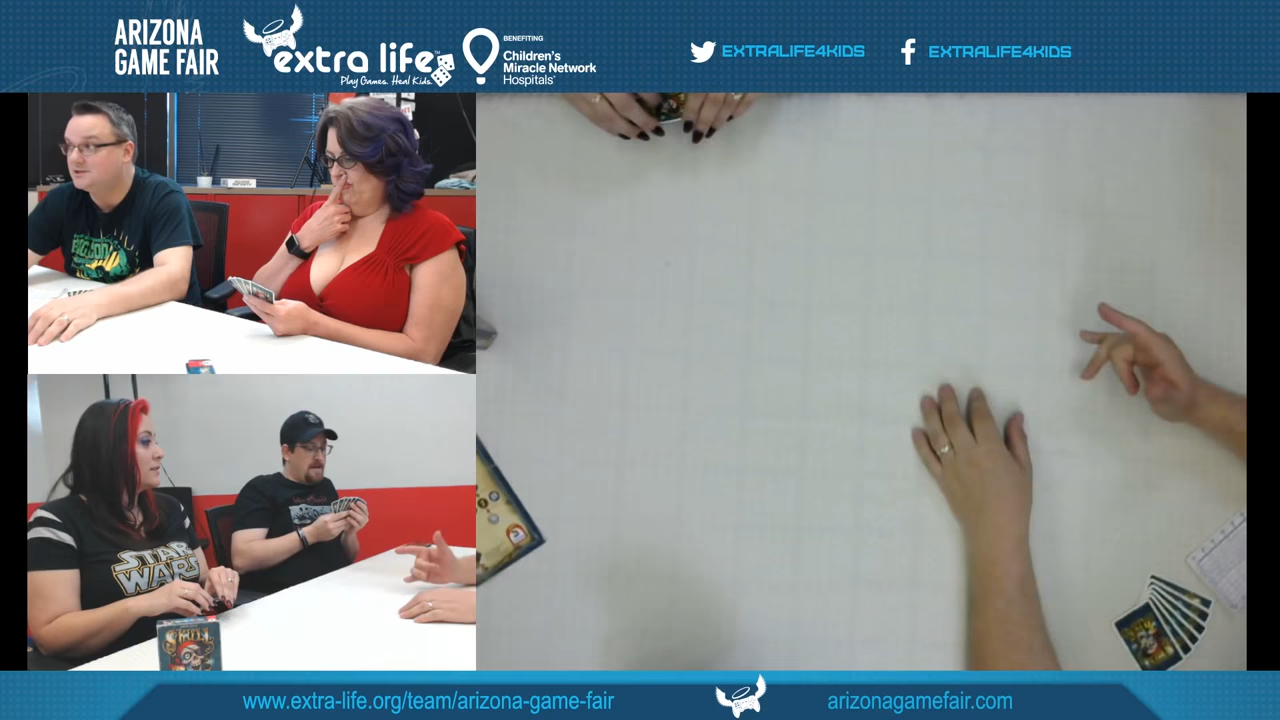 ARIZONA
GAME FAIR
extra life
Play Games. Heal Kids.
BENEFITING
Children's
Miracle Network
Hospitals
EXTRALIFE4KIDS
EXTRALIFE4KIDS
STAR
WARS
SKULL
www.extra-life.org/team/arizona-game-fair
arizonagamefair.com